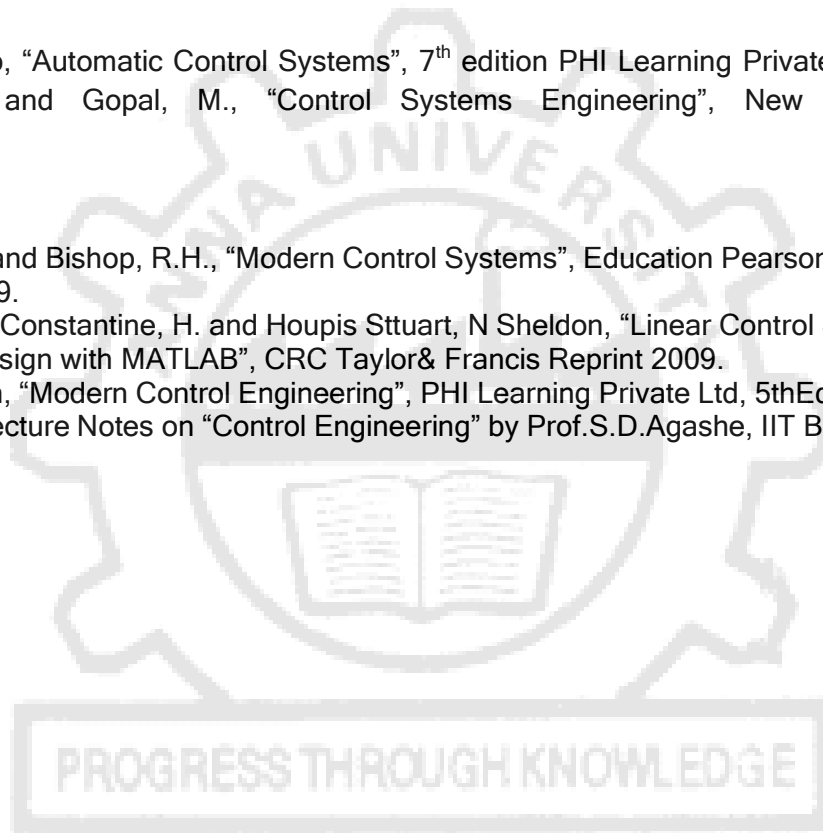 o, “Automatic Control Systems”, 7th edition PHI Learning Private
and Gopal, M., “Control Systems Engineering”, New
and Bishop, R.H., “Modern Control Systems”, Education Pearson
9.
Constantine, H. and Houpis Sttuart, N Sheldon, “Linear Control
sign with MATLAB”, CRC Taylor& Francis Reprint 2009.
, “Modern Control Engineering”, PHI Learning Private Ltd, 5thEd
ecture Notes on “Control Engineering” by Prof.S.D.Agashe, IIT B
NNA UNIVERSITY
PROGRESS THROUGH KNOWLEDGE